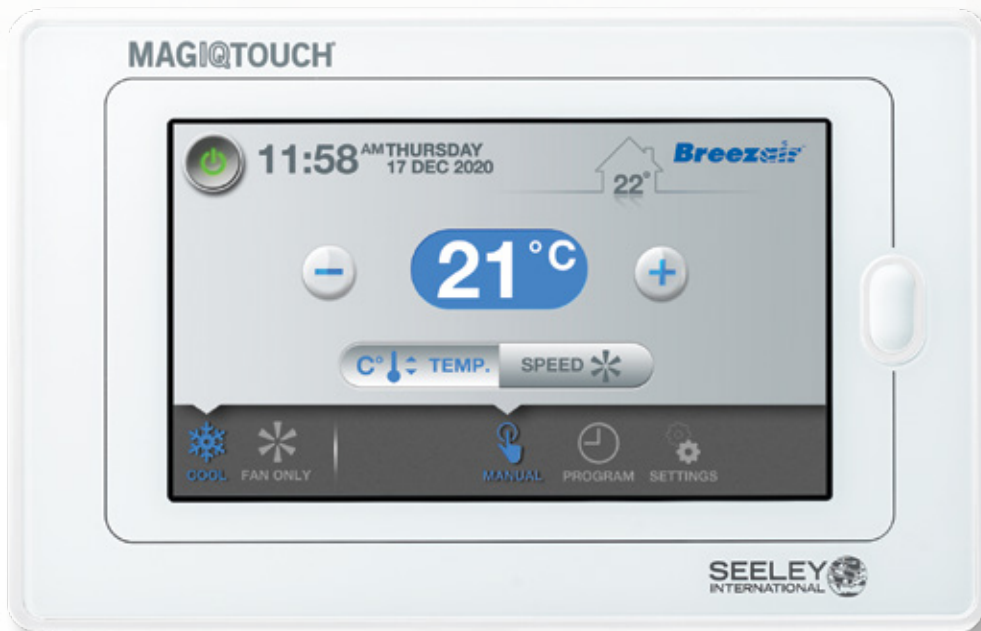 MAGIQTOUCH
11:58 AM THURSDAY
17 DEC 2020
22°
Breezair
21°C
C° TEMP.
SPEED
COOL
FAN ONLY
MANUAL
PROGRAM
SETTINGS
SEELEY
INTERNATIONAL